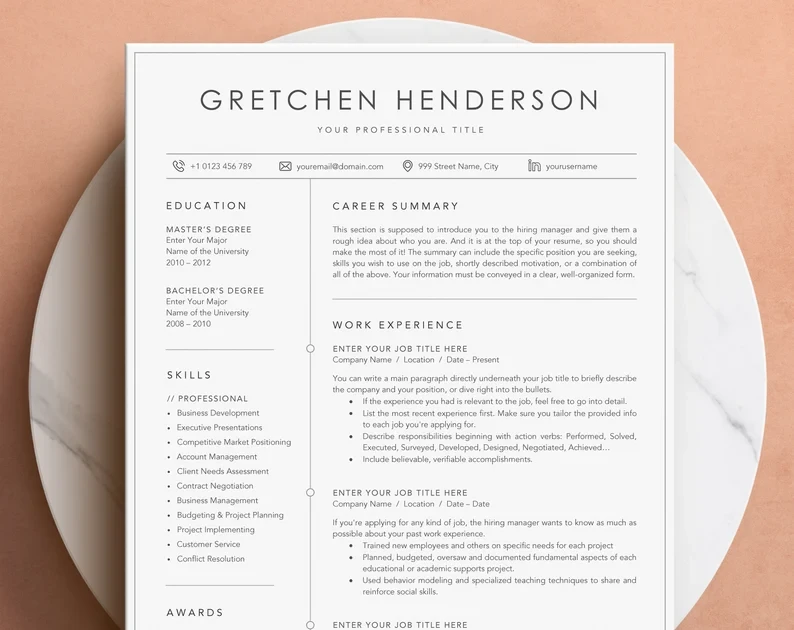 GRETCHEN HENDERSON
YOUR PROFESSIONAL TITLE
+1 0123 456 789 youremail@domain.com 999 Street Name, City yourusername
EDUCATION
MASTER'S DEGREE
Enter Your Major
Name of the University
2010 – 2012
BACHELOR'S DEGREE
Enter Your Major
Name of the University
2008 – 2010
SKILLS
// PROFESSIONAL
• Business Development
• Executive Presentations
• Competitive Market Positioning
• Account Management
• Client Needs Assessment
• Contract Negotiation
• Business Management
• Budgeting & Project Planning
• Project Implementing
• Customer Service
• Conflict Resolution
AWARDS
CAREER SUMMARY
This section is supposed to introduce you to the hiring manager and give them a
rough idea about who you are. And it is at the top of your resume, so you should
make the most of it! The summary can include the specific position you are seeking,
skills you wish to use on the job, shortly described motivation, or a combination of
all of the above. Your information must be conveyed in a clear, well-organized form.
WORK EXPERIENCE
ENTER YOUR JOB TITLE HERE
Company Name / Location / Date – Present
You can write a main paragraph directly underneath your job title to briefly describe
the company and your position, or dive right into the bullets.
• If the experience you had is relevant to the job, feel free to go into detail.
• List the most recent experience first. Make sure you tailor the provided info
to each job you're applying for.
• Describe responsibilities beginning with action verbs: Performed, Solved,
Executed, Surveyed, Developed, Designed, Negotiated, Achieved…
• Include believable, verifiable accomplishments.
ENTER YOUR JOB TITLE HERE
Company Name / Location / Date – Date
If you're applying for any kind of job, the hiring manager wants to know as much as
possible about your past work experience.
• Trained new employees and others on specific needs for each project
• Planned, budgeted, oversaw and documented fundamental aspects of each
educational or academic supports project.
• Used behavior modeling and specialized teaching techniques to share and
reinforce social skills.
ENTER YOUR JOB TITLE HERE